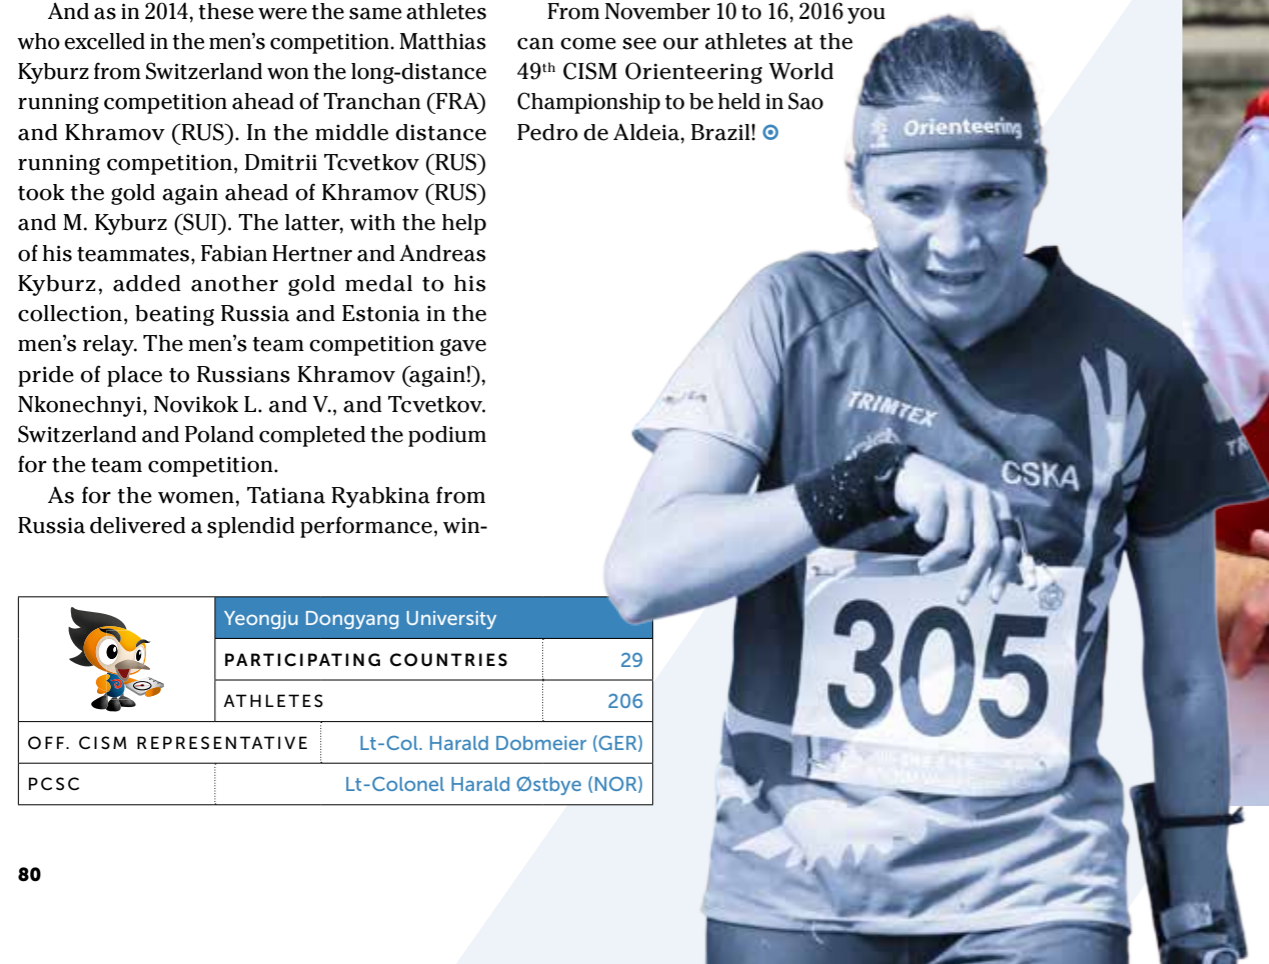 And as in 2014, these were the same athletes
who excelled in the men’s competition. Matthias
Kyburz from Switzerland won the long-distance
running competition ahead of Tranchan (FRA)
and Khramov (RUS). In the middle distance
running competition, Dmitrii Tcvetkov (RUS)
took the gold again ahead of Khramov (RUS)
and M. Kyburz (SUI). The latter, with the help
of his teammates, Fabian Hertner and Andreas
Kyburz, added another gold medal to his
collection, beating Russia and Estonia in the
men’s relay. The men’s team competition gave
pride of place to Russians Khramov (again!),
Nkonechnyi, Novikok L. and V., and Tcvetkov.
Switzerland and Poland completed the podium
for the team competition.
As for the women, Tatiana Ryabkina from
Russia delivered a splendid performance, win-
From November 10 to 16, 2016 you
can come see our athletes at the
49th CISM Orienteering World
Championship to be held in Sao
Pedro de Aldeia, Brazil!
Orienteering
TRIMTEX
CSKA
TR
305
Yeongju Dongyang University
PARTICIPATING COUNTRIES 29
ATHLETES 206
OFF. CISM REPRESENTATIVE Lt-Col. Harald Dobmeier (GER)
PCSC Lt-Colonel Harald Østbye (NOR)
80